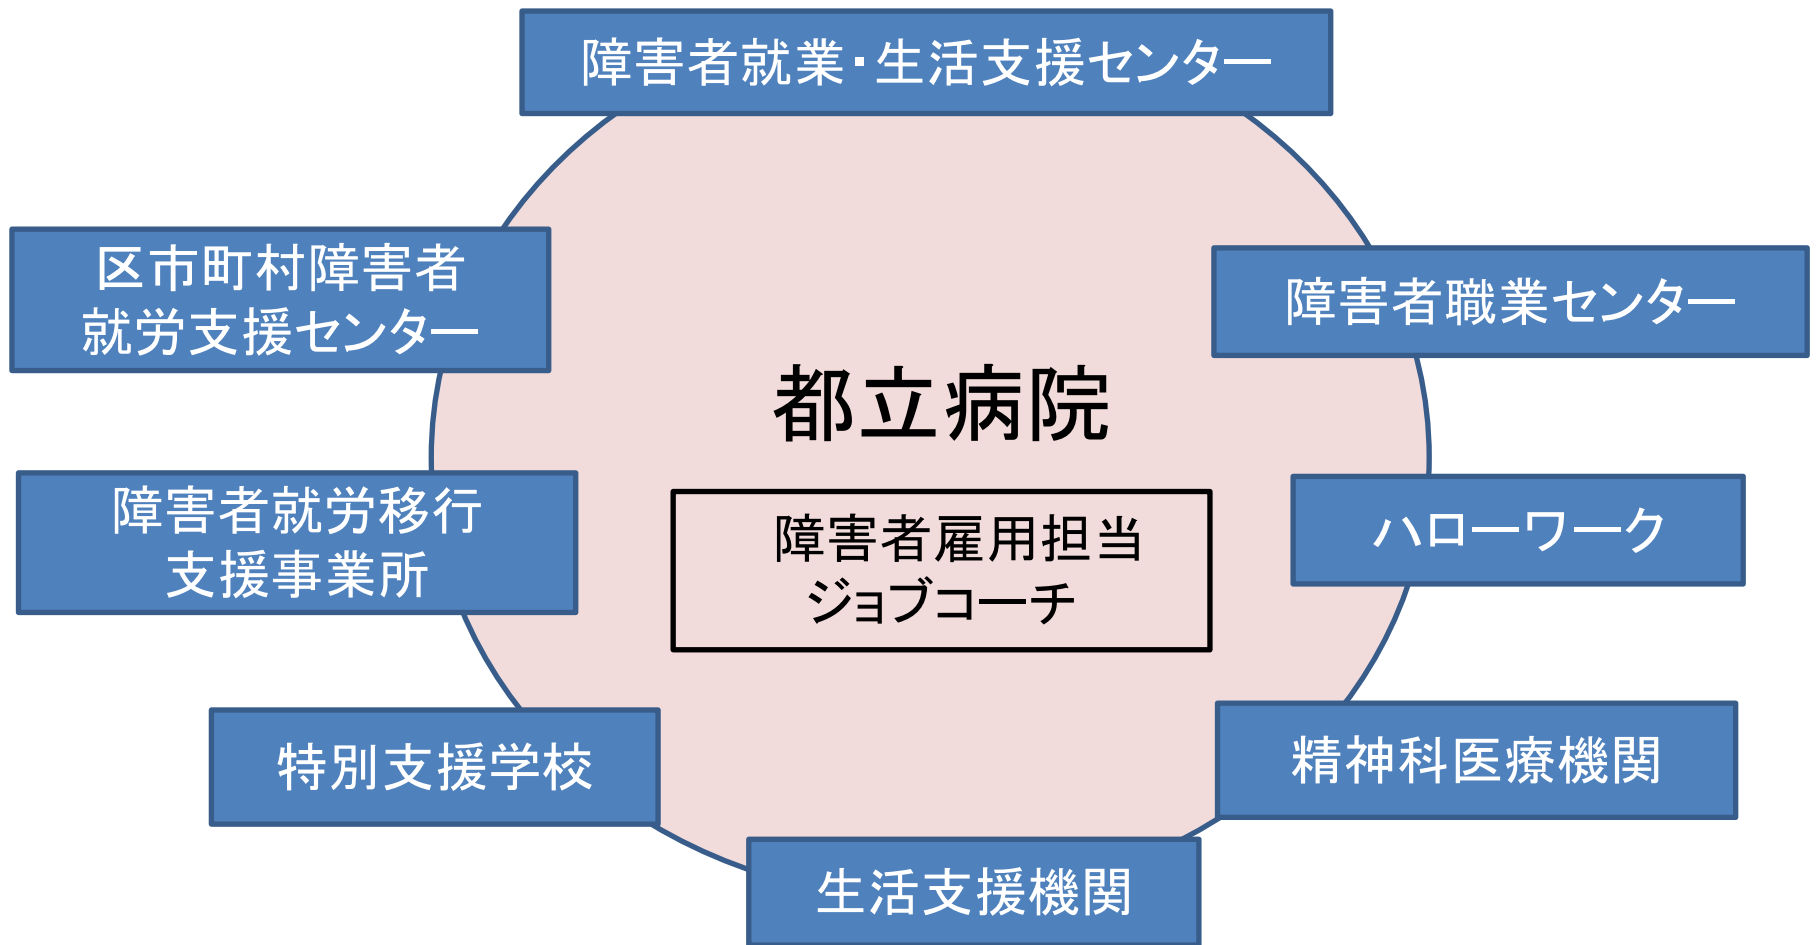 障害者就業・生活支援センター
区市町村障害者
就労支援センター
障害者職業センター
都立病院
障害者就労移行
支援事業所
障害者雇用担当
ジョブコーチ
ハローワーク
特別支援学校
精神科医療機関
生活支援機関